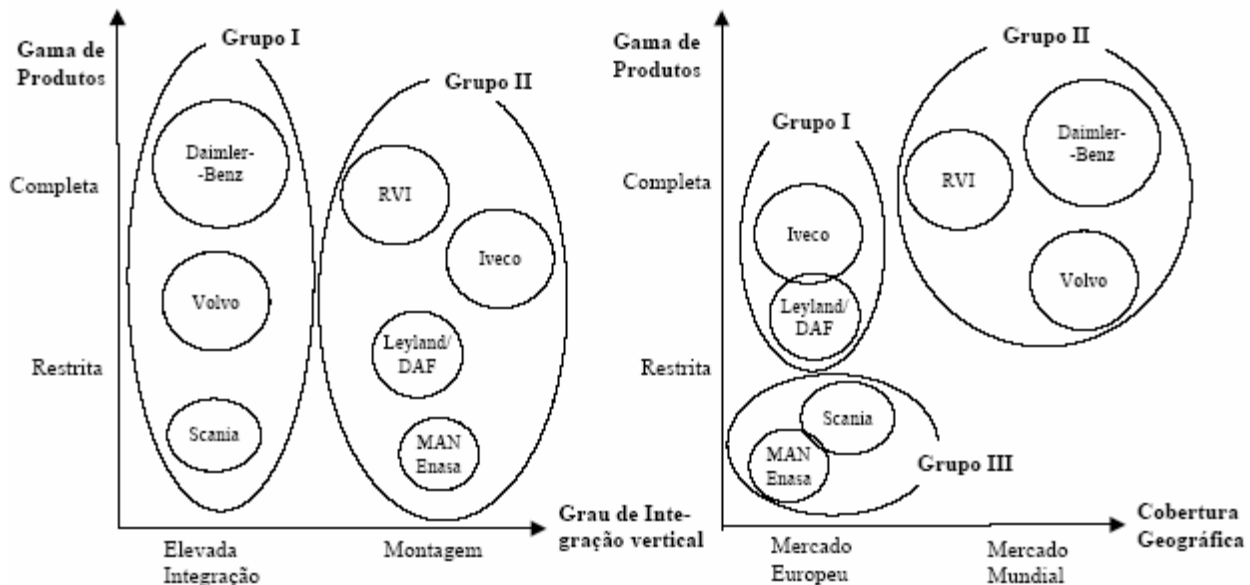 Gama de
Produtos
Grupo I
Grupo II
Daimler-
-Benz
Completa
RVI
Iveco
Volvo
Leyland/
DAF
Restrita
Scania
MAN
Enasa
Grau de Inte-
gração vertical
Elevada
Integração
Montagem
Gama de
Produtos
Grupo II
Grupo I
Daimler-
-Benz
Completa
RVI
Iveco
Volvo
Leyland/
DAF
Restrita
Scania
MAN
Enasa
Grupo III
Cobertura
Geográfica
Mercado
Europeu
Mercado
Mundial